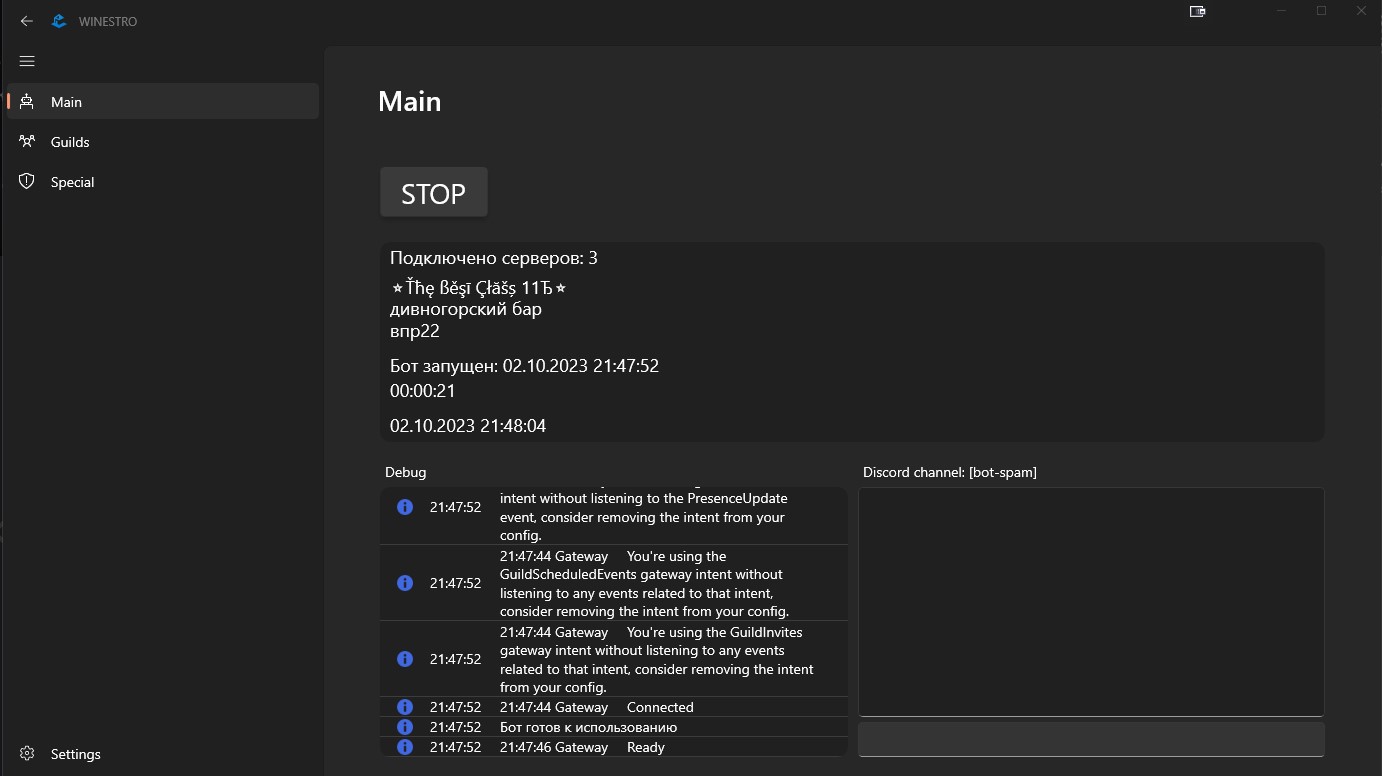 WINESTRO
Main
Guilds
Special
Settings
Main
STOP
Подключено серверов: 3
⭐Ťħę ßěşī Çłăšș 11Ђ⭐
дивногорский бар
впр22
Бот запущен: 02.10.2023 21:47:52
00:00:21
02.10.2023 21:48:04
Debug
21:47:52
intent without listening to the PresenceUpdate
event, consider removing the intent from your
config.
21:47:52
21:47:44 Gateway You're using the
GuildScheduledEvents gateway intent without
listening to any events related to that intent,
consider removing the intent from your config.
21:47:52
21:47:44 Gateway You're using the GuildInvites
gateway intent without listening to any events
related to that intent, consider removing the intent
from your config.
21:47:52 21:47:44 Gateway Connected
21:47:52 Бот готов к использованию
21:47:52 21:47:46 Gateway Ready
Discord channel: [bot-spam]